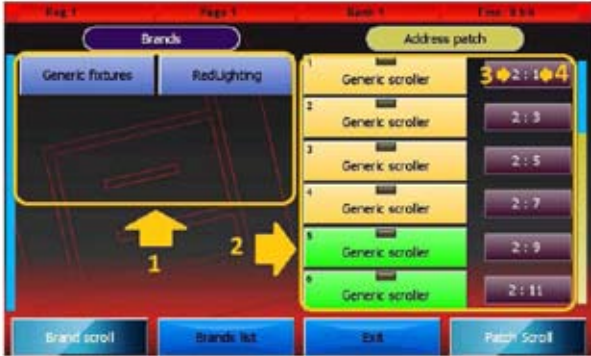 Page 1
Brands
Address patch
Generic fixtures
RedLighting
1
Generic scroller
3
2 : 1
4
2
Generic scroller
2 : 3
3
Generic scroller
2 : 5
4
Generic scroller
2 : 7
5
Generic scroller
2 : 9
6
Generic scroller
2 : 11
1
2
Brand scroll
Brands list
Exit
Patch Scroll